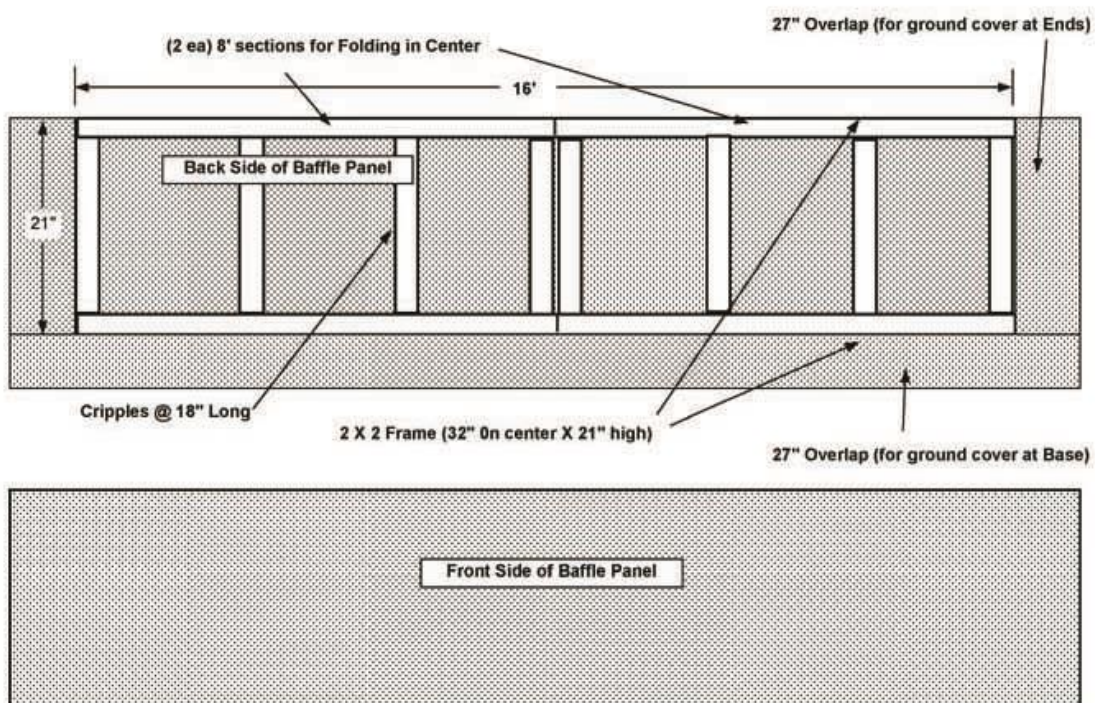 27" Overlap (for ground cover at Ends)
(2 ea) 8' sections for Folding in Center
16'
Back Side of Baffle Panel
21"
Cripples @ 18" Long
2 X 2 Frame (32" 0n center X 21" high)
27" Overlap (for ground cover at Base)
Front Side of Baffle Panel